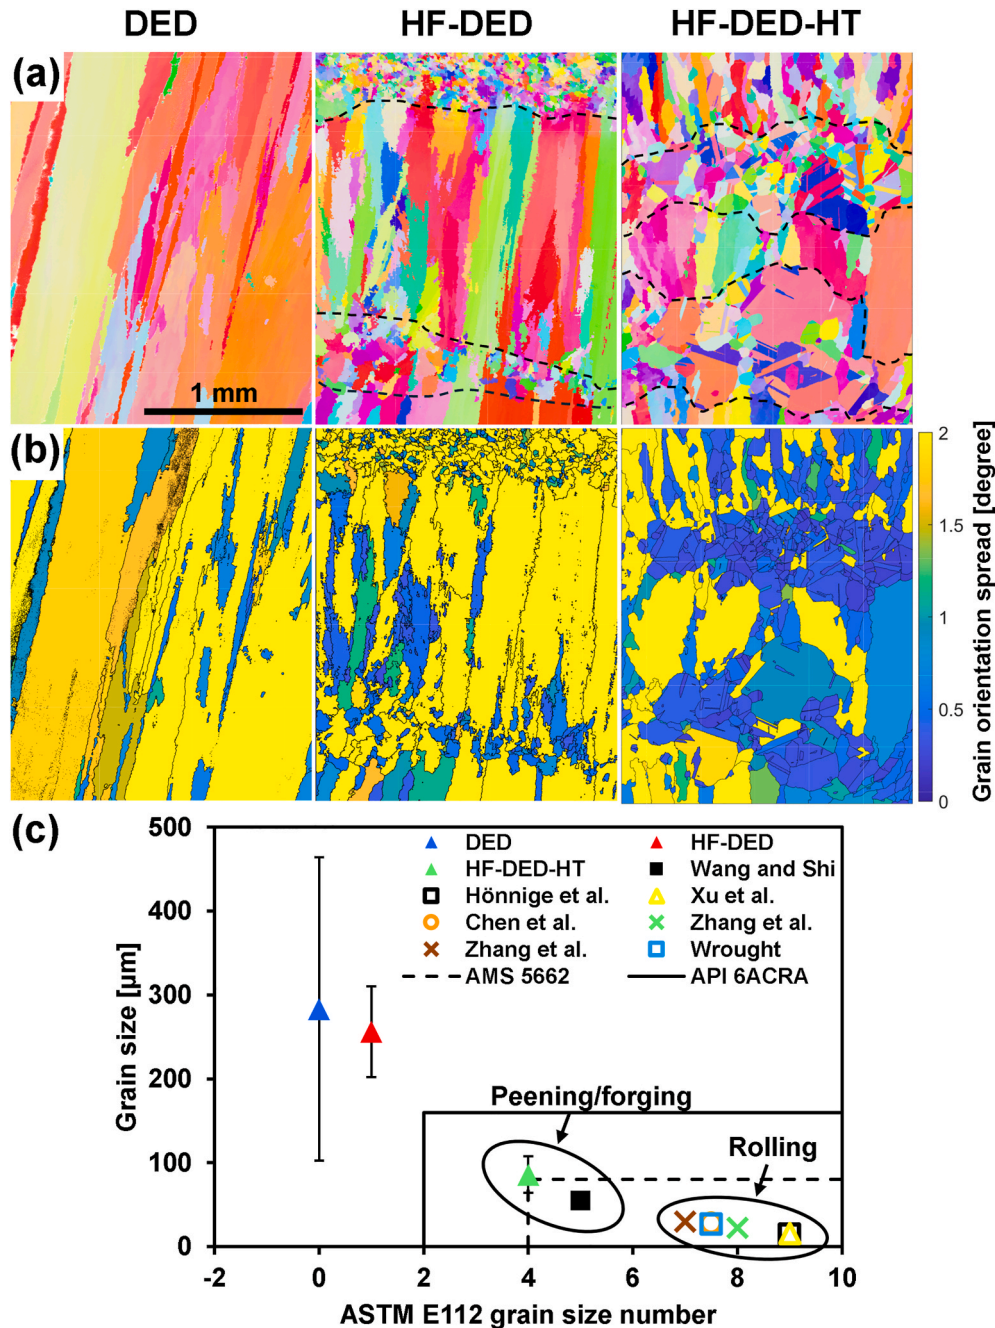 DED HF-DED HF-DED-HT
(a)
1 mm
(b)
2
1.5
1
0.5
0
Grain orientation spread [degree]
(c)
500
400
300
200
100
0
Grain size [µm]
DED HF-DED
HF-DED-HT Wang and Shi
Hönnige et al. Xu et al.
Chen et al. Zhang et al.
Zhang et al. Wrought
AMS 5662 API 6ACRA
Peening/forging
Rolling
-2 0 2 4 6 8 10
ASTM E112 grain size number